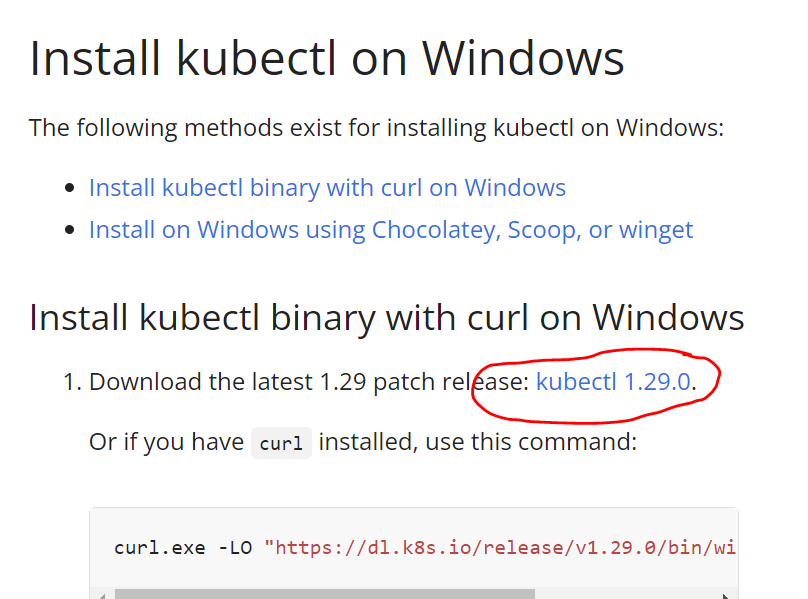 Install kubectl on Windows
The following methods exist for installing kubectl on Windows:
Install kubectl binary with curl on Windows
Install on Windows using Chocolatey, Scoop, or winget
Install kubectl binary with curl on Windows
1. Download the latest 1.29 patch release: kubectl 1.29.0.
Or if you have curl installed, use this command:
curl.exe -LO "https://dl.k8s.io/release/v1.29.0/bin/wi